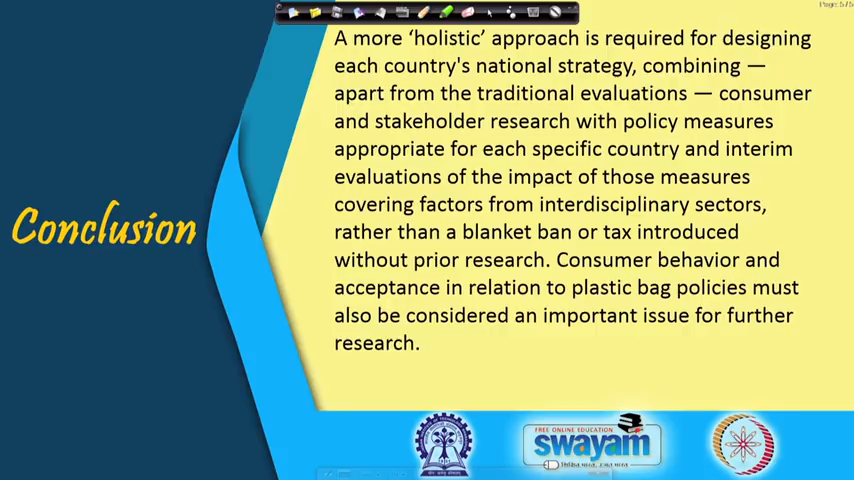 Page: 5/5
A more ‘holistic’ approach is required for designing
each country's national strategy, combining —
apart from the traditional evaluations — consumer
and stakeholder research with policy measures
appropriate for each specific country and interim
evaluations of the impact of those measures
covering factors from interdisciplinary sectors,
rather than a blanket ban or tax introduced
without prior research. Consumer behavior and
acceptance in relation to plastic bag policies must
also be considered an important issue for further
research.
Conclusion
FREE ONLINE EDUCATION
swayam